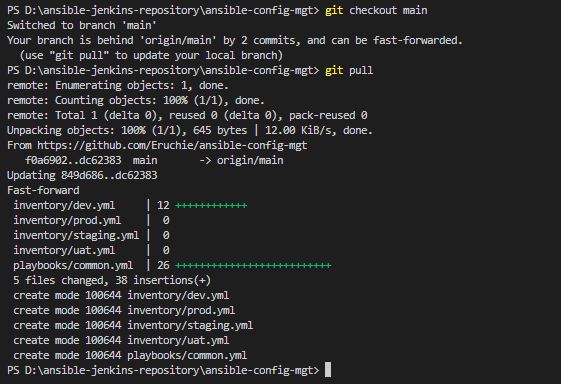 PS D:\ansible-jenkins-repository\ansible-config-mgt> git checkout main
Switched to branch 'main'
Your branch is behind 'origin/main' by 2 commits, and can be fast-forwarded.
  (use "git pull" to update your local branch)
PS D:\ansible-jenkins-repository\ansible-config-mgt> git pull
remote: Enumerating objects: 1, done.
remote: Counting objects: 100% (1/1), done.
remote: Total 1 (delta 0), reused 0 (delta 0), pack-reused 0
Unpacking objects: 100% (1/1), 645 bytes | 12.00 KiB/s, done.
From https://github.com/Eruchie/ansible-config-mgt
   f0a6902..dc62383  main       -> origin/main
Updating 849d686..dc62383
Fast-forward
 inventory/dev.yml     | 12 ++++++++++++
 inventory/prod.yml    |  0
 inventory/staging.yml |  0
 inventory/uat.yml     |  0
 playbooks/common.yml  | 26 ++++++++++++++++++++++++++
 5 files changed, 38 insertions(+)
 create mode 100644 inventory/dev.yml
 create mode 100644 inventory/prod.yml
 create mode 100644 inventory/staging.yml
 create mode 100644 inventory/uat.yml
 create mode 100644 playbooks/common.yml
PS D:\ansible-jenkins-repository\ansible-config-mgt>